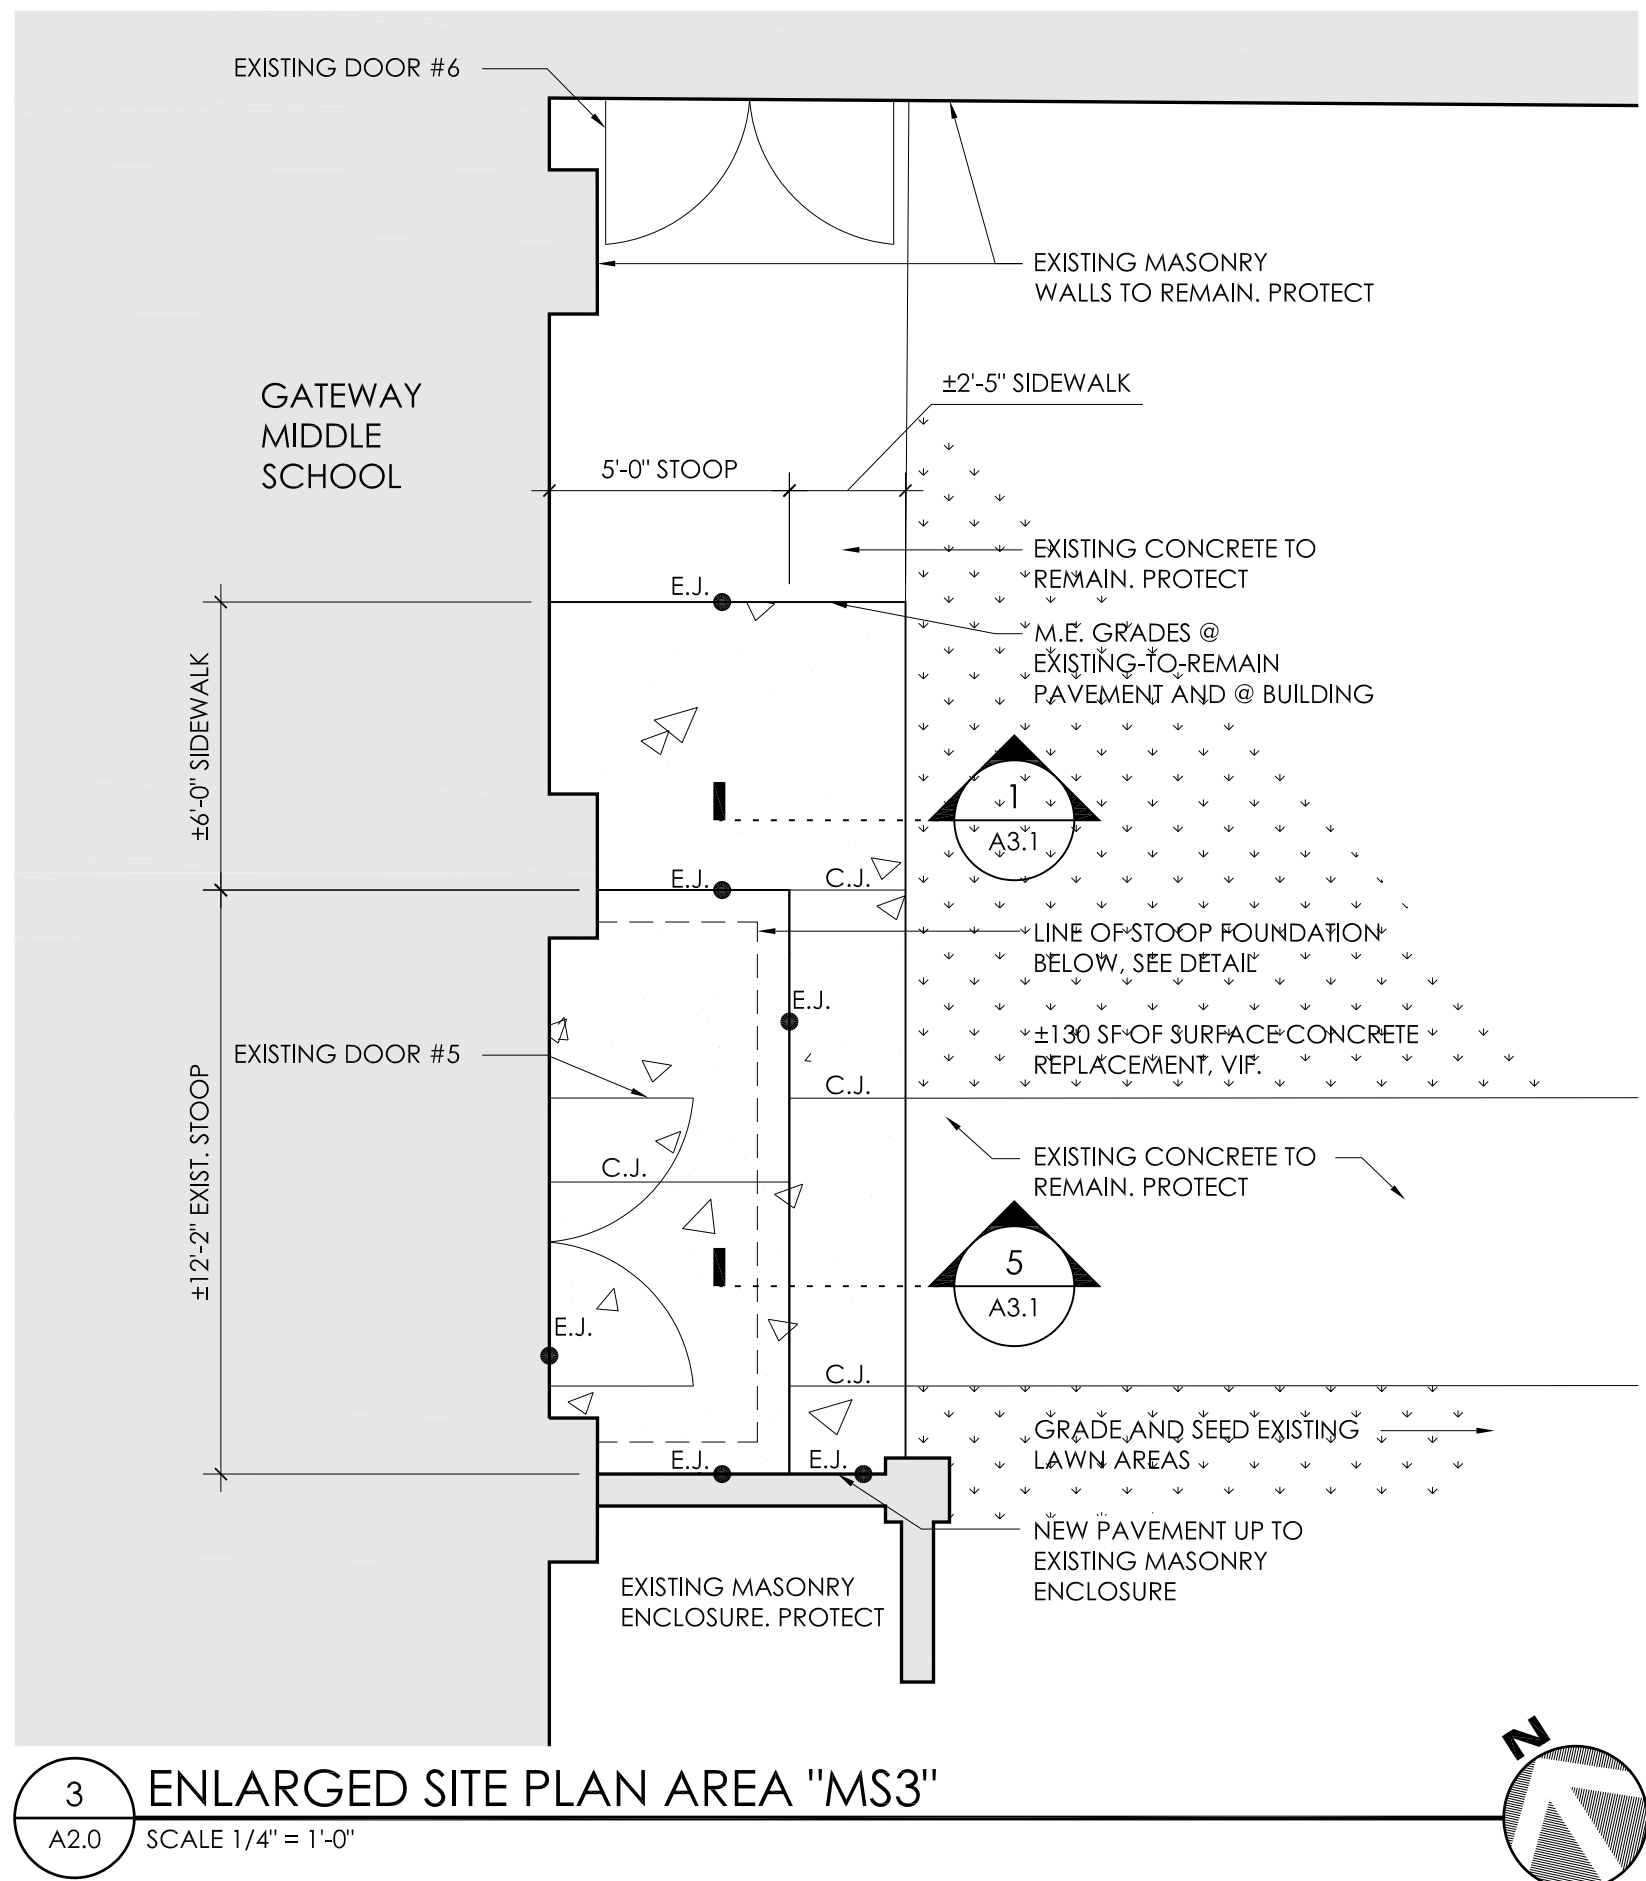 EXISTING DOOR #6
EXISTING MASONRY
WALLS TO REMAIN. PROTECT
GATEWAY
MIDDLE
SCHOOL
±2'-5" SIDEWALK
5'-0" STOOP
EXISTING CONCRETE TO
REMAIN. PROTECT
E.J.
M.E. GRADES @
EXISTING-TO-REMAIN
PAVEMENT AND @ BUILDING
±6'-0" SIDEWALK
1
A3.1
E.J.
C.J.
LINE OF STOOP FOUNDATION
BELOW, SEE DETAIL
E.J.
±130 SF OF SURFACE CONCRETE
REPLACEMENT, VIF.
EXISTING DOOR #5
C.J.
±12'-2" EXIST. STOOP
EXISTING CONCRETE TO
REMAIN. PROTECT
C.J.
5
A3.1
E.J.
C.J.
GRADE AND SEED EXISTING
LAWN AREAS
E.J.
E.J.
NEW PAVEMENT UP TO
EXISTING MASONRY
ENCLOSURE
EXISTING MASONRY
ENCLOSURE. PROTECT
N
3
A2.0
ENLARGED SITE PLAN AREA "MS3"
SCALE 1/4" = 1'-0"